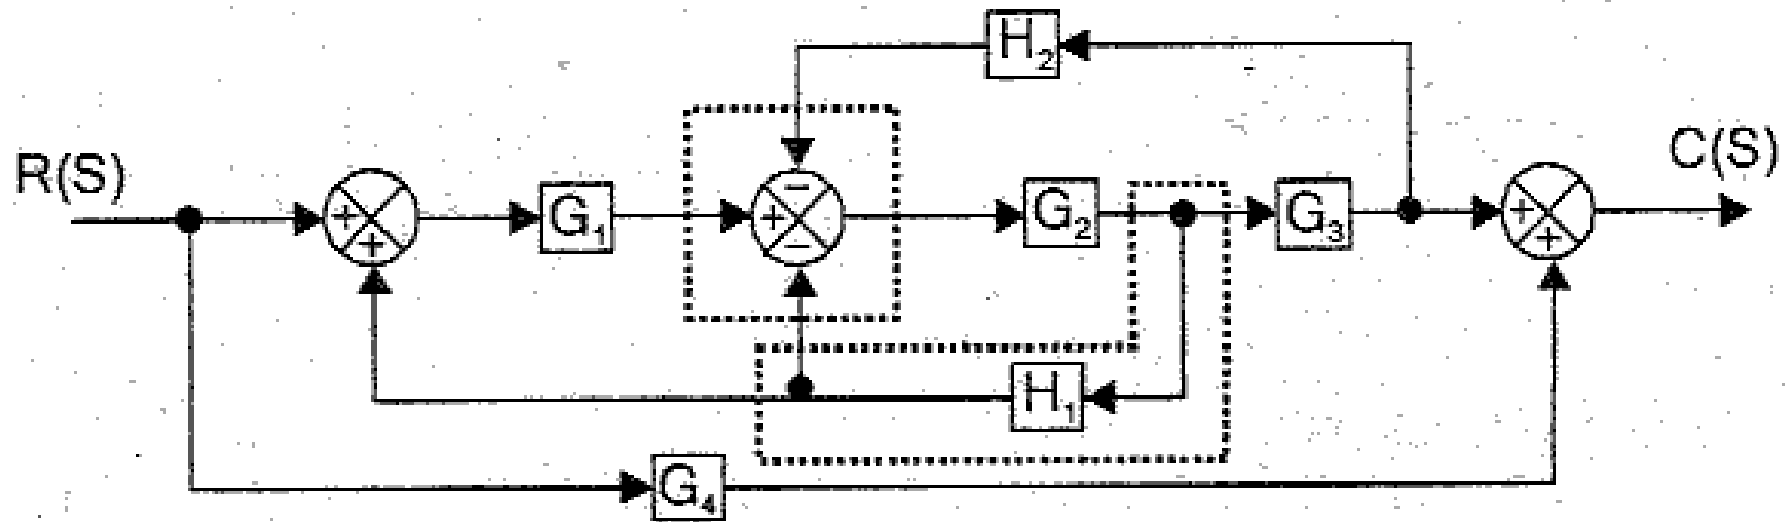 H₂
R(S)
C(S)
+
+
G₁
−
+
−
G₂
G₃
+
+
H₁
G₄